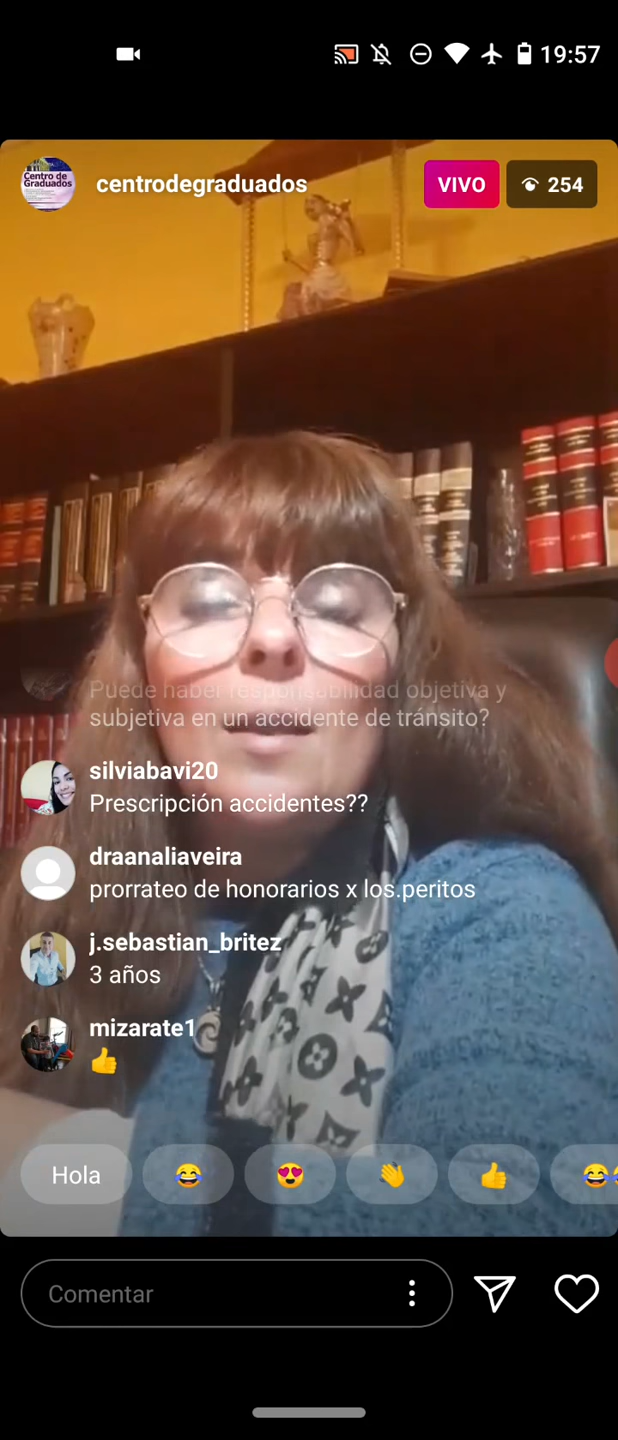 19:57
Centro de
Graduados
centrodegraduados
VIVO
254
Puede haber responsabilidad objetiva y
subjetiva en un accidente de tránsito?
silviabavi20
Prescripción accidentes??
draanaliaveira
prorrateo de honorarios x los.peritos
j.sebastian_britez
3 años
mizarate1
👍
Hola 😂 😍 👋 👍 😂
Comentar